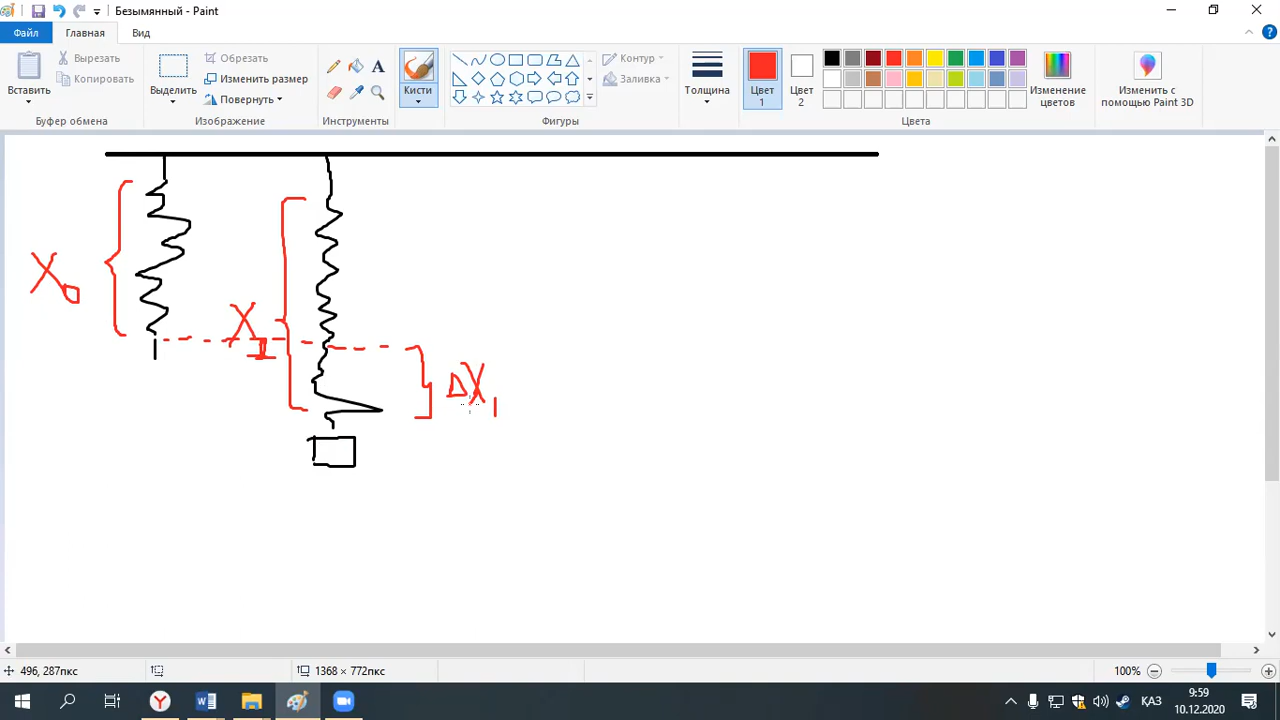 Безымянный - Paint
Файл Главная Вид
Вставить
Вырезать
Копировать
Буфер обмена
Выделить
Обрезать
Изменить размер
Повернуть
Изображение
A
Инструменты
Кисти
Контур
Заливка
Фигуры
Толщина
Цвет 1
Цвет 2
Цвета
Изменение цветов
Изменить с помощью Paint 3D
X0
X1
ΔX1
496, 287пкс
1368 × 772пкс
100%
ҚАЗ
9:59
10.12.2020